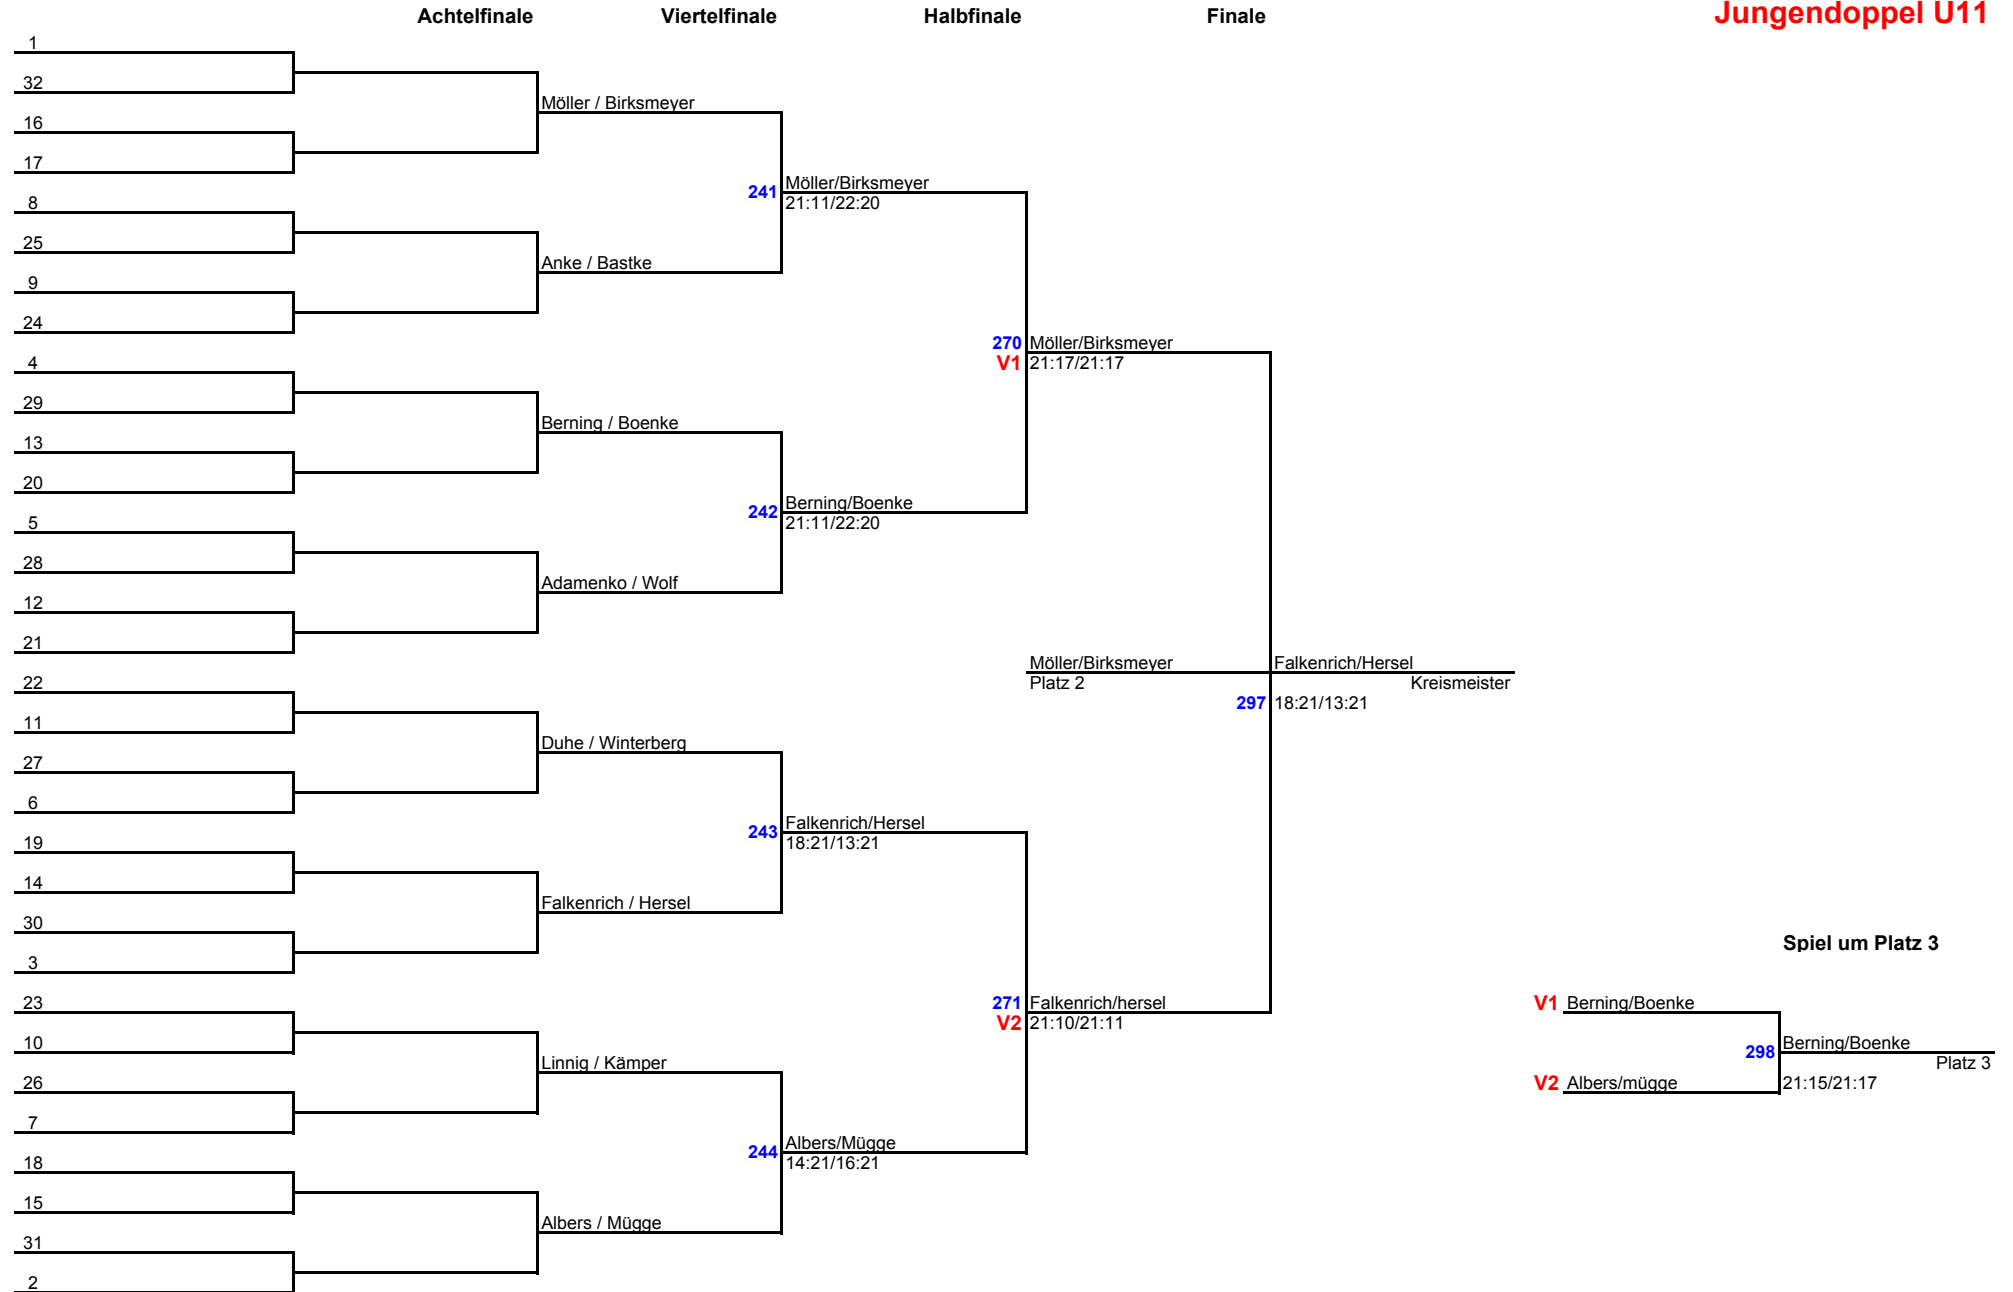 Achtelfinale Viertelfinale Halbfinale Finale Jungendoppel U11
1
32
Möller / Birksmeyer
16
17
241 Möller/Birksmeyer
8 21:11/22:20
25
Anke / Bastke
9
24
270 Möller/Birksmeyer
4 V1 21:17/21:17
29
Berning / Boenke
13
20
242 Berning/Boenke
5 21:11/22:20
28
Adamenko / Wolf
12
21
Möller/Birksmeyer Falkenrich/Hersel
22 Platz 2 Kreismeister
297 18:21/13:21
11
Duhe / Winterberg
27
6
243 Falkenrich/Hersel
19 18:21/13:21
14
Falkenrich / Hersel
30
Spiel um Platz 3
3
23 271 Falkenrich/hersel V1 Berning/Boenke
V2 21:10/21:11
10 298 Berning/Boenke
Linnig / Kämper Platz 3
26 V2 Albers/mügge 21:15/21:17
7
244 Albers/Mügge
18 14:21/16:21
15
Albers / Mügge
31
2